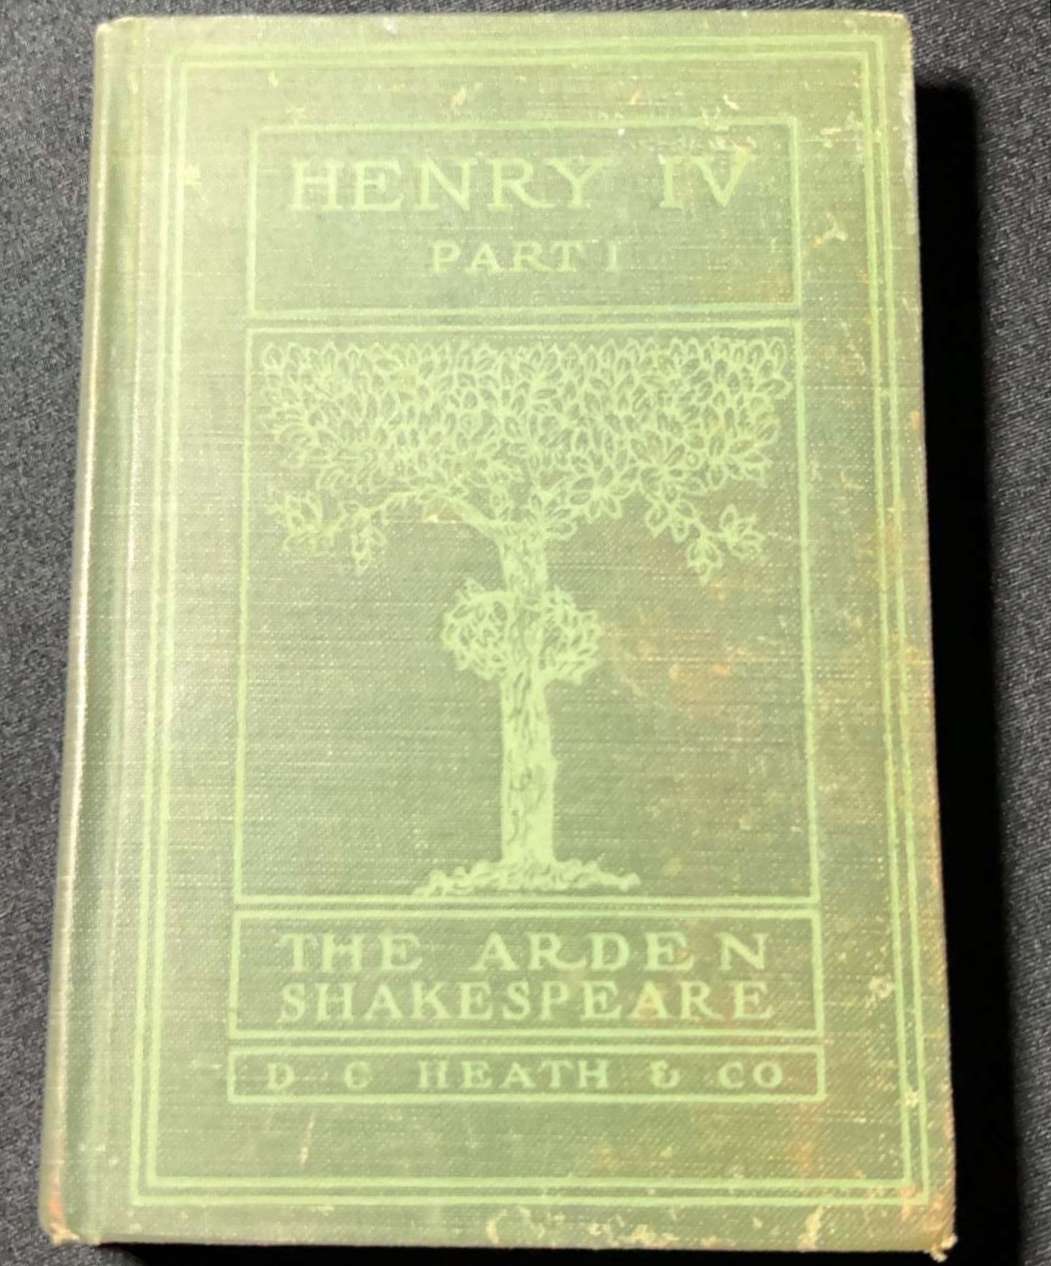 HENRY IV
PART I
THE ARDEN
SHAKESPEARE
D C HEATH & CO